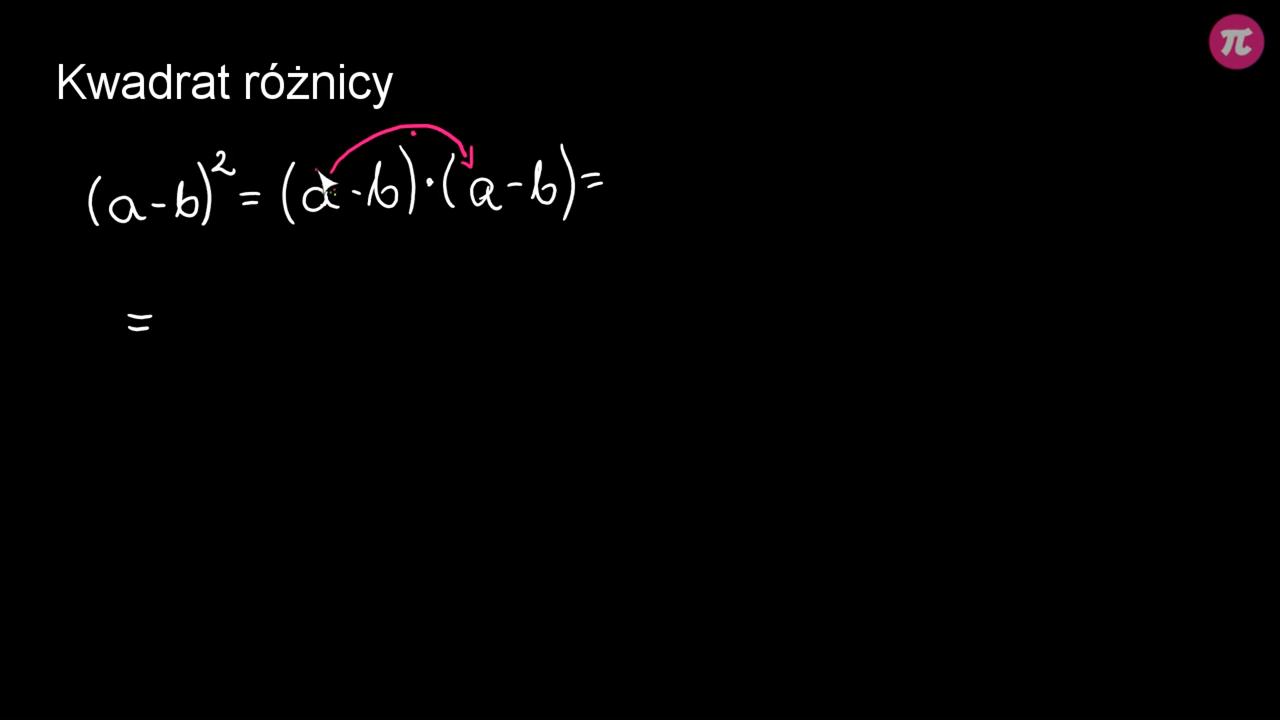 π
Kwadrat różnicy
(a-b)² = (a-b)·(a-b)=
=